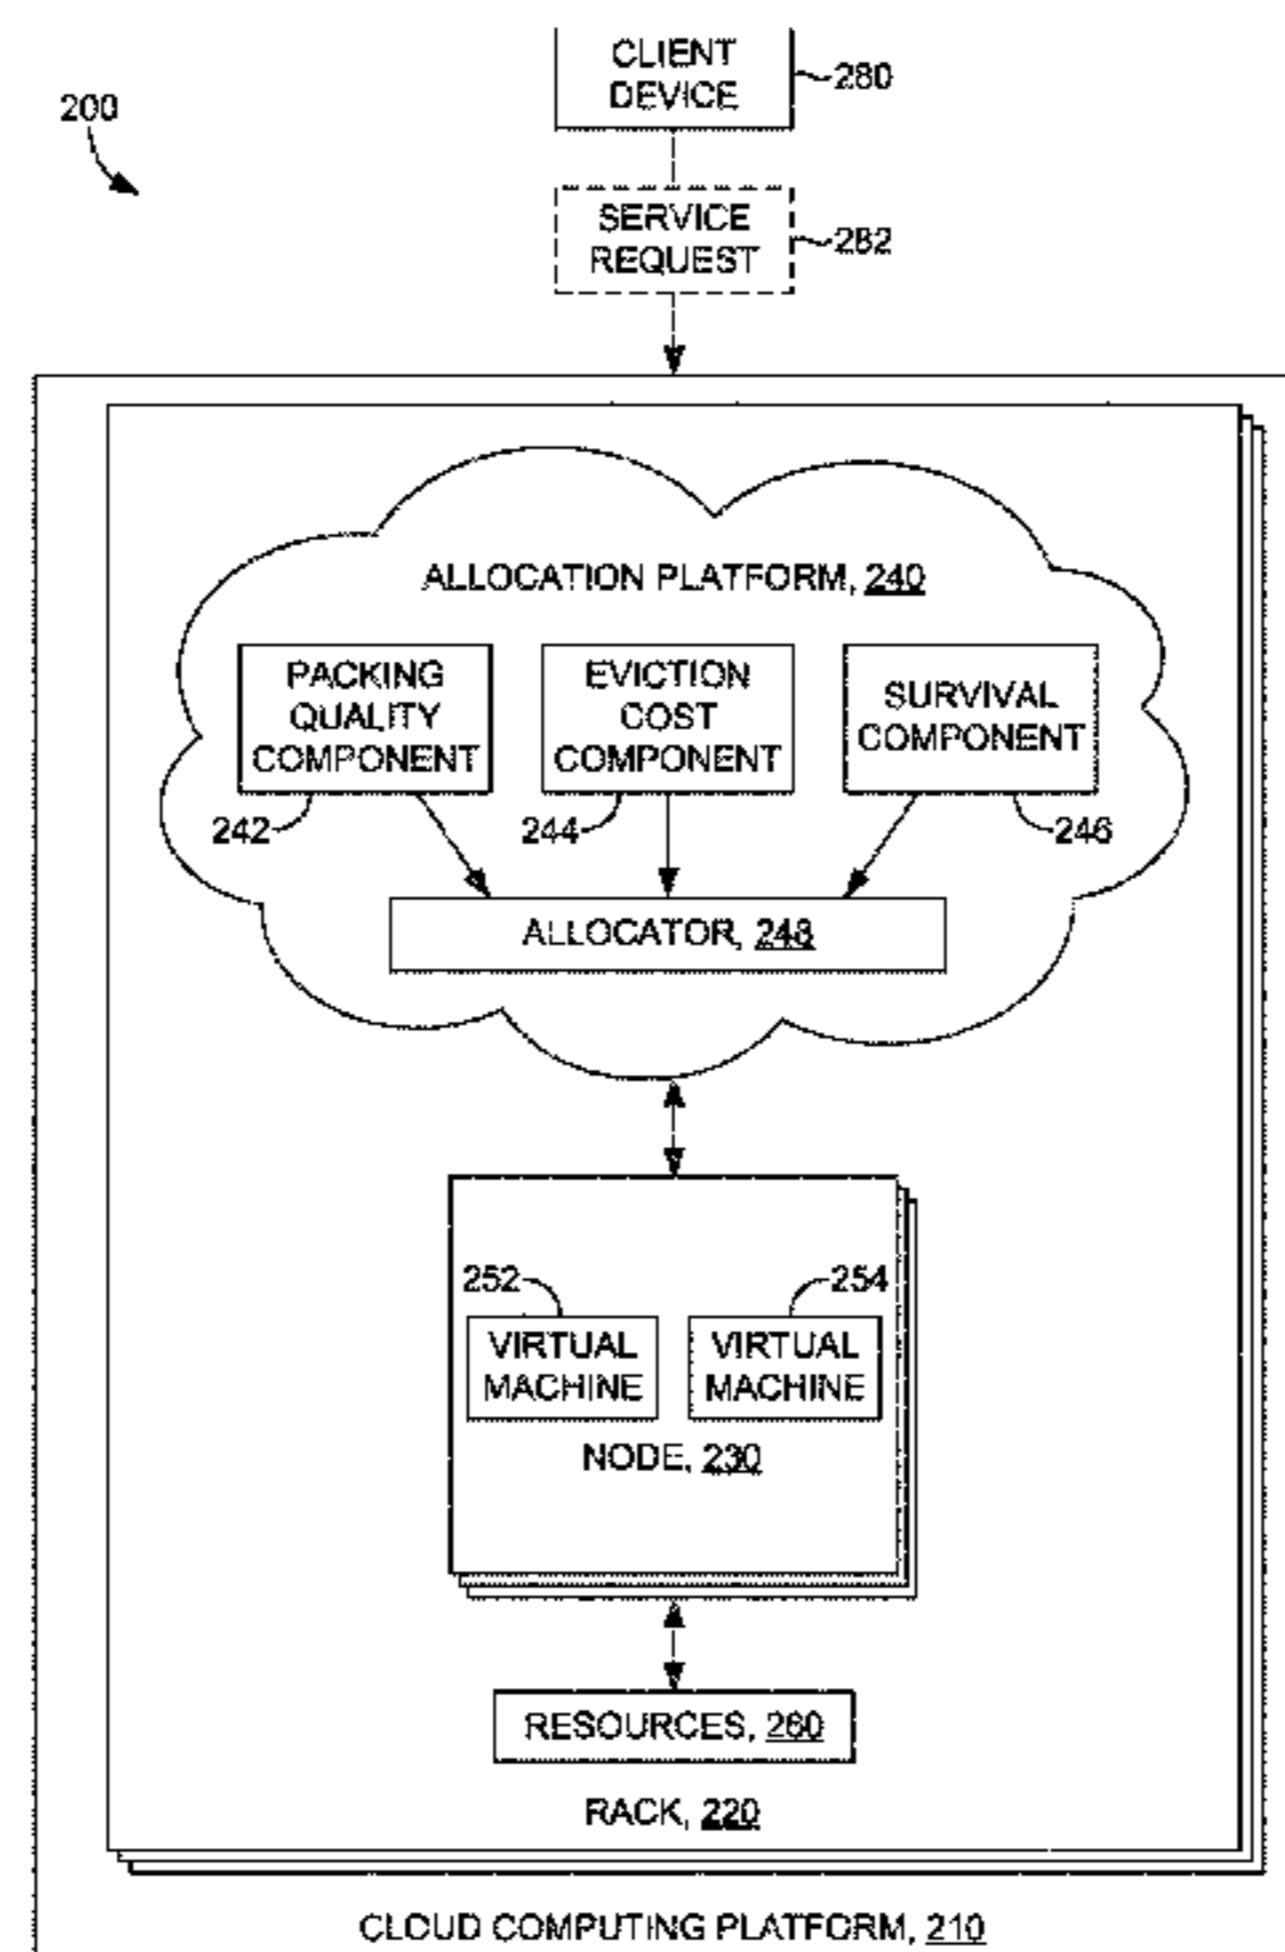 CLIENT
DEVICE
280
200
SERVICE
REQUEST
282
ALLOCATION PLATFORM, 240
PACKING
QUALITY
COMPONENT
EVICTION
COST
COMPONENT
SURVIVAL
COMPONENT
242
244
246
ALLOCATOR, 248
252
254
VIRTUAL
MACHINE
VIRTUAL
MACHINE
NODE, 230
RESOURCES, 260
RACK, 220
CLOUD COMPUTING PLATFORM, 210